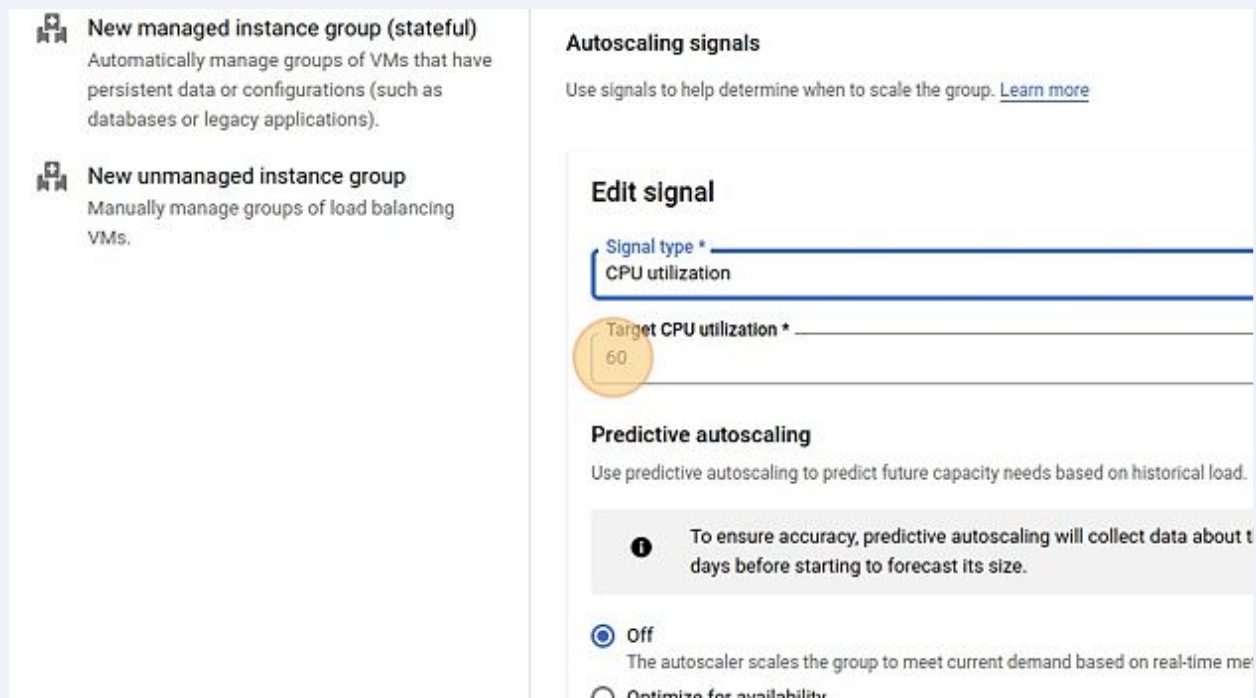 New managed instance group (stateful)
Automatically manage groups of VMs that have
persistent data or configurations (such as
databases or legacy applications).
New unmanaged instance group
Manually manage groups of load balancing
VMs.
Autoscaling signals
Use signals to help determine when to scale the group. Learn more
Edit signal
Signal type *
CPU utilization
Target CPU utilization *
60
Predictive autoscaling
Use predictive autoscaling to predict future capacity needs based on historical load.
To ensure accuracy, predictive autoscaling will collect data about
days before starting to forecast its size.
Off
The autoscaler scales the group to meet current demand based on real-time
Optimize for availability